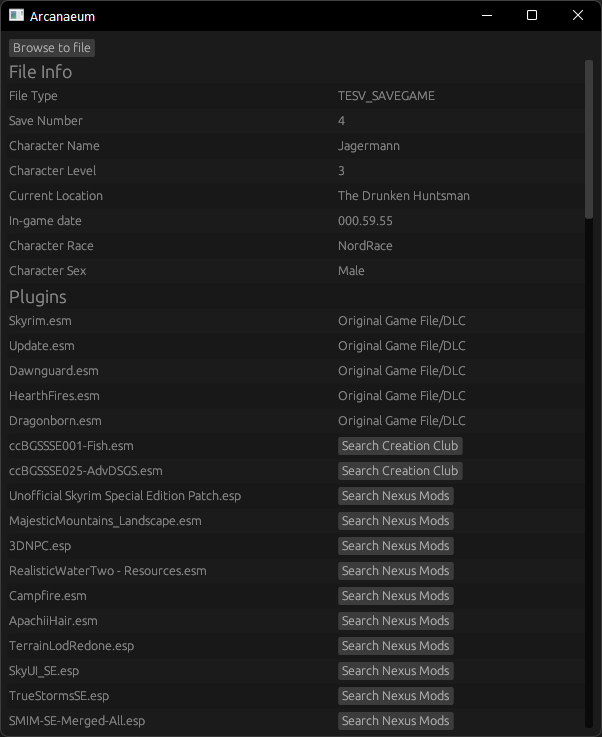 Arcanaeum
Browse to file
File Info
File Type TESV_SAVEGAME
Save Number 4
Character Name Jagermann
Character Level 3
Current Location The Drunken Huntsman
In-game date 000.59.55
Character Race NordRace
Character Sex Male
Plugins
Skyrim.esm Original Game File/DLC
Update.esm Original Game File/DLC
Dawnguard.esm Original Game File/DLC
HearthFires.esm Original Game File/DLC
Dragonborn.esm Original Game File/DLC
ccBGSSSE001-Fish.esm Search Creation Club
ccBGSSSE025-AdvDSGS.esm Search Creation Club
Unofficial Skyrim Special Edition Patch.esp Search Nexus Mods
MajesticMountains_Landscape.esm Search Nexus Mods
3DNPC.esp Search Nexus Mods
RealisticWaterTwo - Resources.esm Search Nexus Mods
Campfire.esm Search Nexus Mods
ApachiiHair.esm Search Nexus Mods
TerrainLodRedone.esp Search Nexus Mods
SkyUI_SE.esp Search Nexus Mods
TrueStormsSE.esp Search Nexus Mods
SMIM-SE-Merged-All.esp Search Nexus Mods